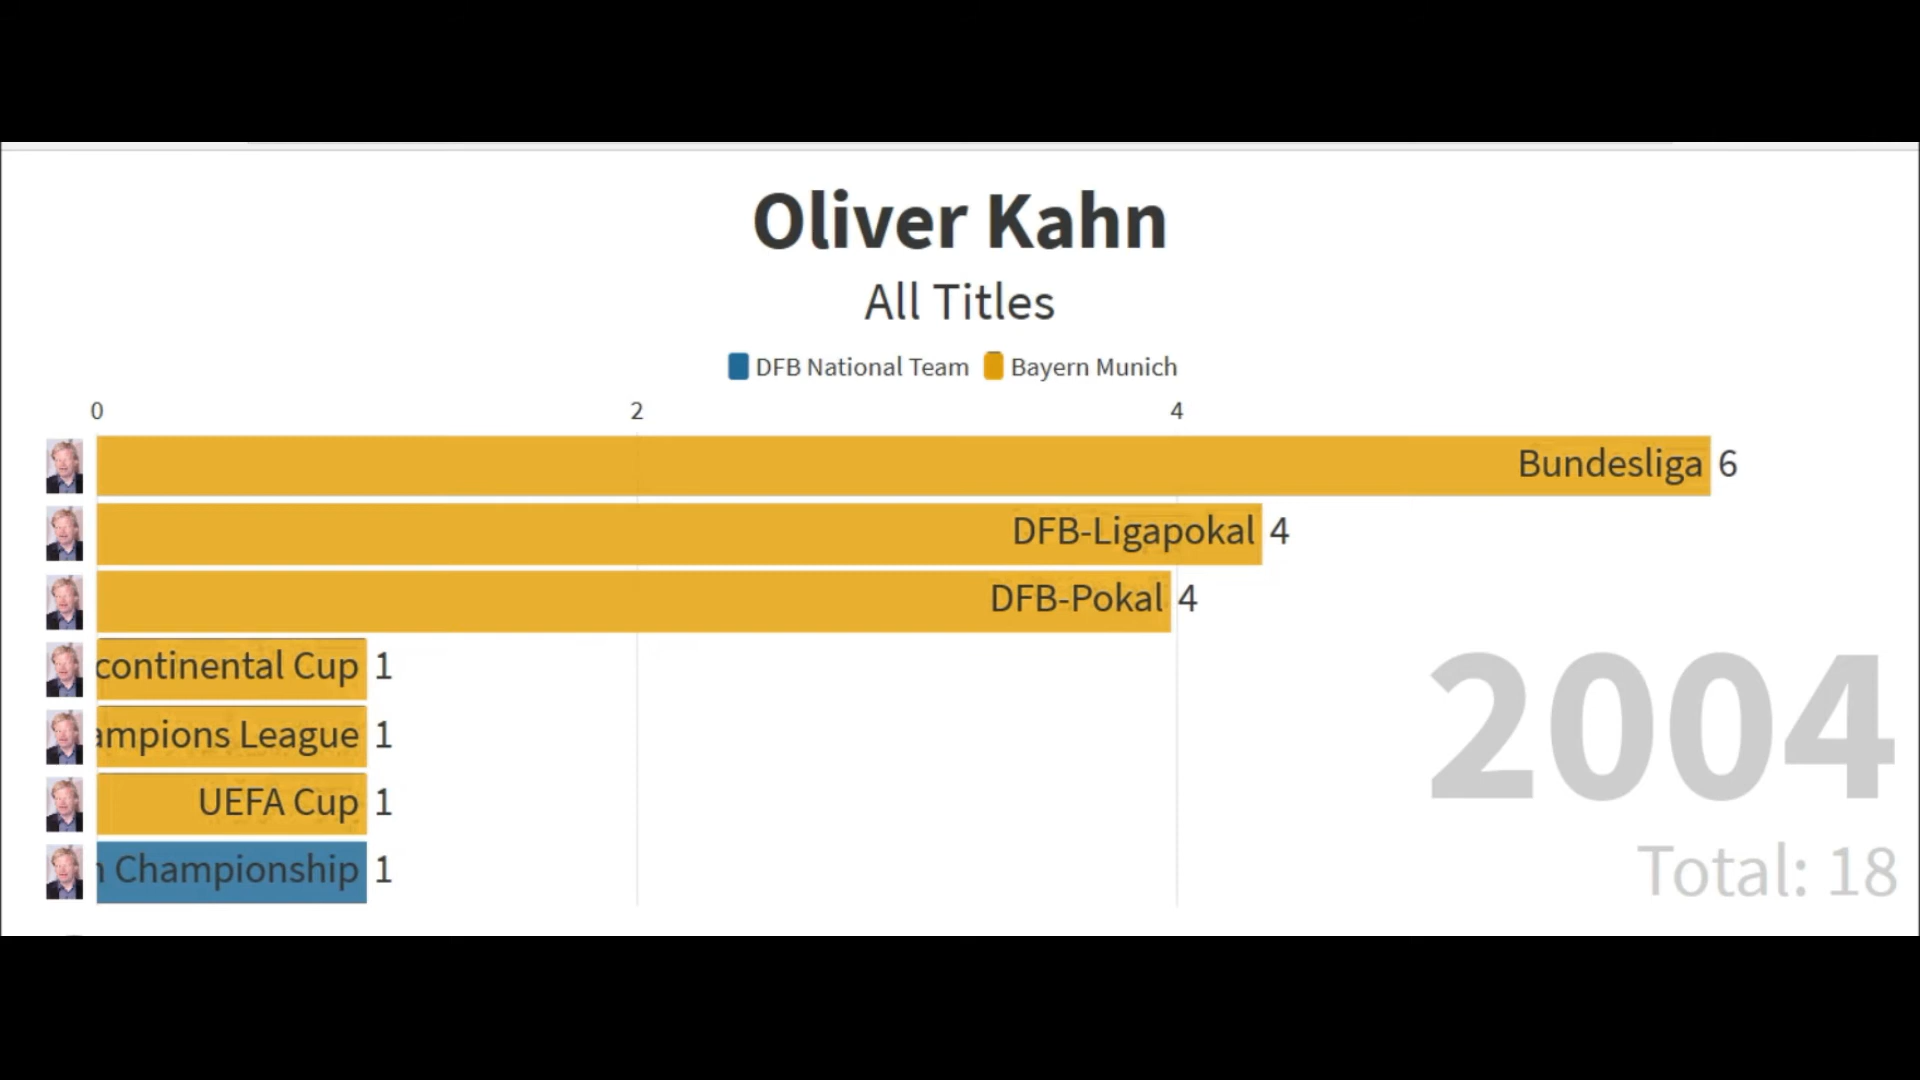 Oliver Kahn
All Titles
DFB National Team Bayern Munich
0 2 4
Bundesliga 6
DFB-Ligapokal 4
DFB-Pokal 4
continental Cup 1
ampions League 1
UEFA Cup 1
n Championship 1
2004
Total: 18